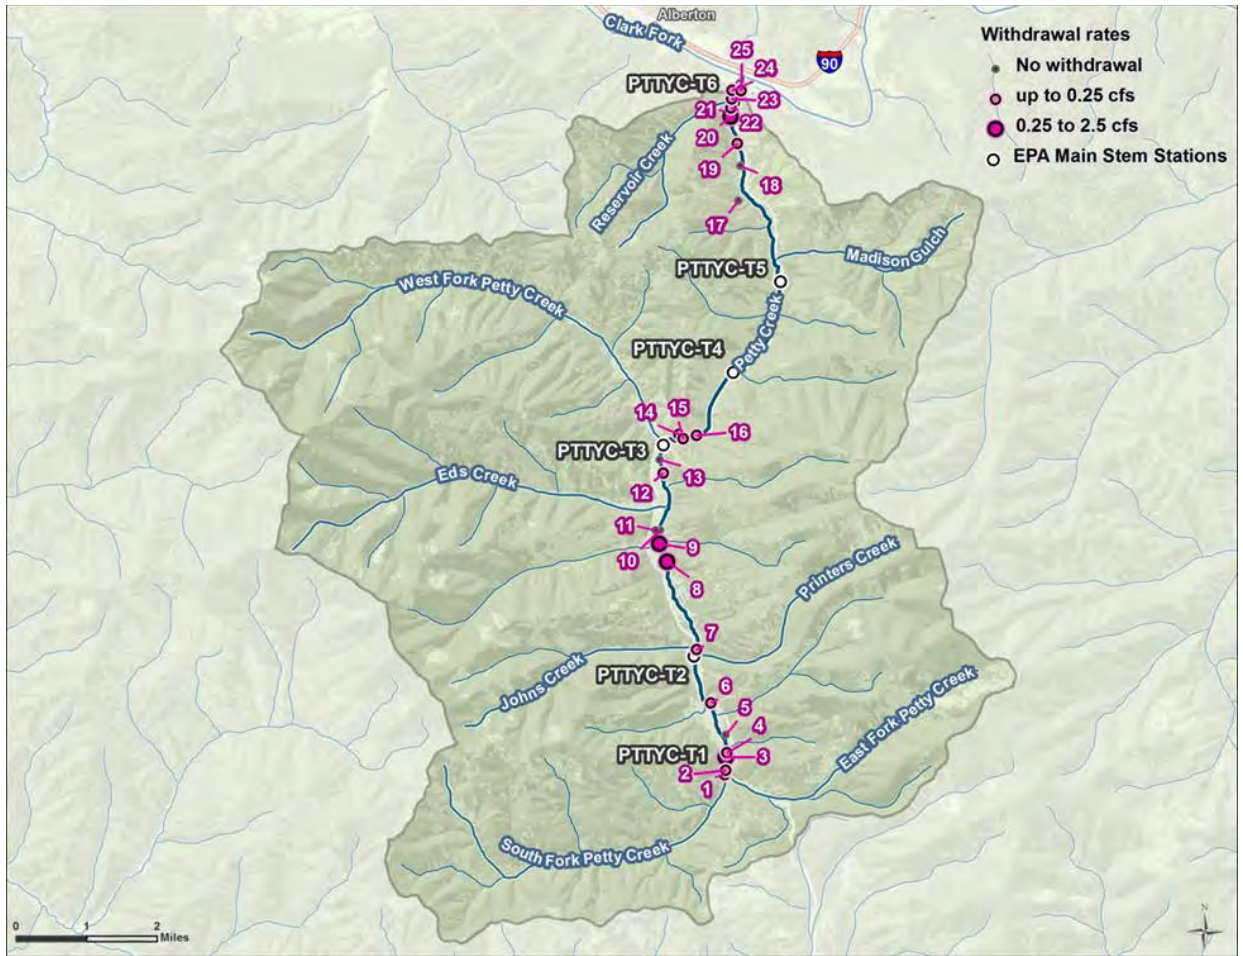 Alberton
Clark Fork
90
Withdrawal rates
No withdrawal
up to 0.25 cfs
0.25 to 2.5 cfs
EPA Main Stem Stations
25
24
PTTYC-T6
23
21
22
20
19
18
17
Reservoir Creek
Madison Gulch
PTTYC-T5
West Fork Petty Creek
Petty Creek
PTTYC-T4
14
15
16
PTTYC-T3
13
12
Eds Creek
11
10
9
8
Printers Creek
7
Johns Creek
PTTYC-T2
6
5
4
East Fork Petty Creek
PTTYC-T1
3
2
1
South Fork Petty Creek
0 1 2
Miles
N